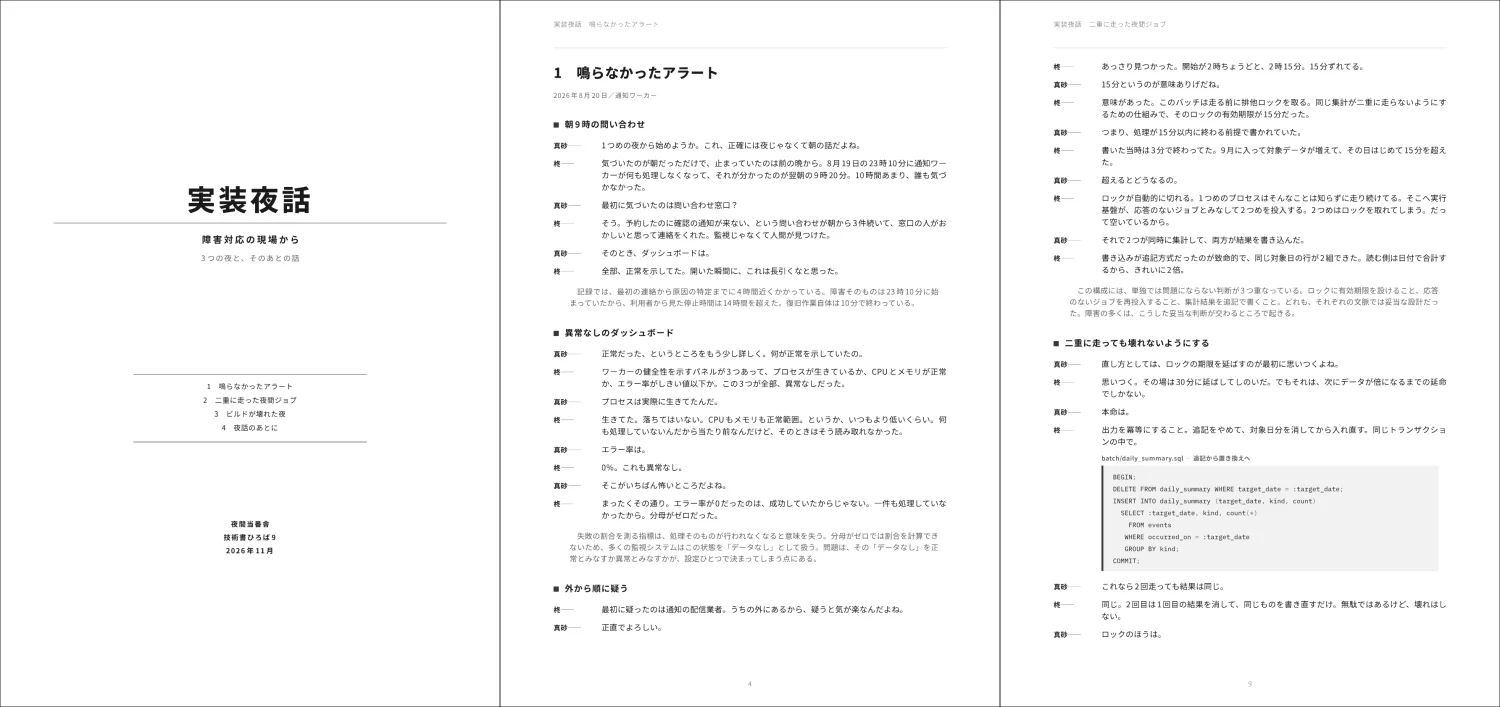 実装夜話
障害対応の現場から
3つの夜と、そのあとの話
1　鳴らなかったアラート
2　二重に走った夜間ジョブ
3　ビルドが壊れた夜
4　夜話のあとに
夜間当番舎
技術書ひろば 9
2026年11月
実装夜話　鳴らなかったアラート
1　鳴らなかったアラート
2026年8月20日／通知ワーカー
■ 朝9時の問い合わせ
真砂── 1つめの夜から始めようか。これ、正確には夜じゃなくて朝の話だよね。
柊── 気づいたのが朝だっただけで、止まっていたのは前の晩から。8月19日の23時10分に通知ワー
カーが何も処理しなくなって、それが分かったのが翌朝の9時20分。10時間あまり、誰も気づ
かなかった。
真砂── 最初に気づいたのは問い合わせ窓口？
柊── そう。予約したのに確認の通知が来ない、という問い合わせが朝から3件続いて、窓口の人がお
かしいと思って連絡をくれた。監視じゃなくて人間が見つけた。
真砂── そのとき、ダッシュボードは。
柊── 全部、正常を示してた。開いた瞬間に、これは長引くなと思った。
記録では、最初の連絡から原因の特定までに4時間近くかかっている。障害そのものは23時10分に始
まっていたから、利用者から見た停止時間は14時間を超えた。復旧作業自体は10分で終わっている。
■ 異常なしのダッシュボード
真砂── 正常だった、というところをもう少し詳しく。何が正常を示していたの。
柊── ワーカーの健全性を示すパネルが3つあって、プロセスが生きているか、CPUとメモリが正常
か、エラー率がしきい値以下か。この3つが全部、異常なしだった。
真砂── プロセスは実際に生きてたんだ。
柊── 生きてた。落ちてはいない。CPUもメモリも正常範囲。というか、いつもより低いくらい。何
も処理していないんだから当たり前なんだけど、そのときはそう読み取れなかった。
真砂── エラー率は。
柊── 0%。これも異常なし。
真砂── そこがいちばん怖いところだよね。
柊── まったくその通り。エラー率が0だったのは、成功していたからじゃない。一件も処理していな
かったから。分母がゼロだった。
失敗の割合を測る指標は、処理そのものが行われなくなると意味を失う。分母がゼロでは割合を計算でき
ないため、多くの監視システムはこの状態を「データなし」として扱う。問題は、その「データなし」を正
常とみなすか異常とみなすかが、設定ひとつで決まってしまう点にある。
■ 外から順に疑う
柊── 最初に疑ったのは通知の配信業者。うちの外にあるから、疑うと気が楽なんだよね。
真砂── 正直でよろしい。
4
実装夜話　二重に走った夜間ジョブ
柊── あっさり見つかった。開始が2時ちょうどと、2時15分。15分ずれてる。
真砂── 15分というのが意味ありげだね。
柊── 意味があった。このバッチは走る前に排他ロックを取る。同じ集計が二重に走らないようにす
るための仕組みで、そのロックの有効期限が15分だった。
真砂── つまり、処理が15分以内に終わる前提で書かれていた。
柊── 書いた当時は3分で終わってた。9月に入って対象データが増えて、その日はじめて15分を超え
た。
真砂── 超えるとどうなるの。
柊── ロックが自動的に切れる。1つめのプロセスはそんなことは知らずに走り続けてる。そこへ実行
基盤が、応答のないジョブとみなして2つめを投入する。2つめはロックを取れてしまう。だっ
て空いているから。
真砂── それで2つが同時に集計して、両方が結果を書き込んだ。
柊── 書き込みが追記方式だったのが致命的で、同じ対象日の行が2組できた。読む側は日付で合計す
るから、きれいに2倍。
この構成には、単独では問題にならない判断が3つ重なっている。ロックに有効期限を設けること、応答
のないジョブを再投入すること、集計結果を追記で書くこと。どれも、それぞれの文脈では妥当な設計だっ
た。障害の多くは、こうした妥当な判断が交わるところで起きる。
■ 二重に走っても壊れないようにする
真砂── 直し方としては、ロックの期限を延ばすのが最初に思いつくよね。
柊── 思いつく。その場は30分に延ばしてしのいだ。でもそれは、次にデータが倍になるまでの延命
でしかない。
真砂── 本命は。
柊── 出力を冪等にすること。追記をやめて、対象日分を消してから入れ直す。同じトランザクショ
ンの中で。
batch/daily_summary.sql　追記から置き換えへ
BEGIN;
DELETE FROM daily_summary WHERE target_date = :target_date;
INSERT INTO daily_summary (target_date, kind, count)
SELECT :target_date, kind, count(*)
FROM events
WHERE occurred_on = :target_date
GROUP BY kind;
COMMIT;
真砂── これなら2回走っても結果は同じ。
柊── 同じ。2回目は1回目の結果を消して、同じものを書き直すだけ。無駄ではあるけど、壊れはし
ない。
真砂── ロックのほうは。
9